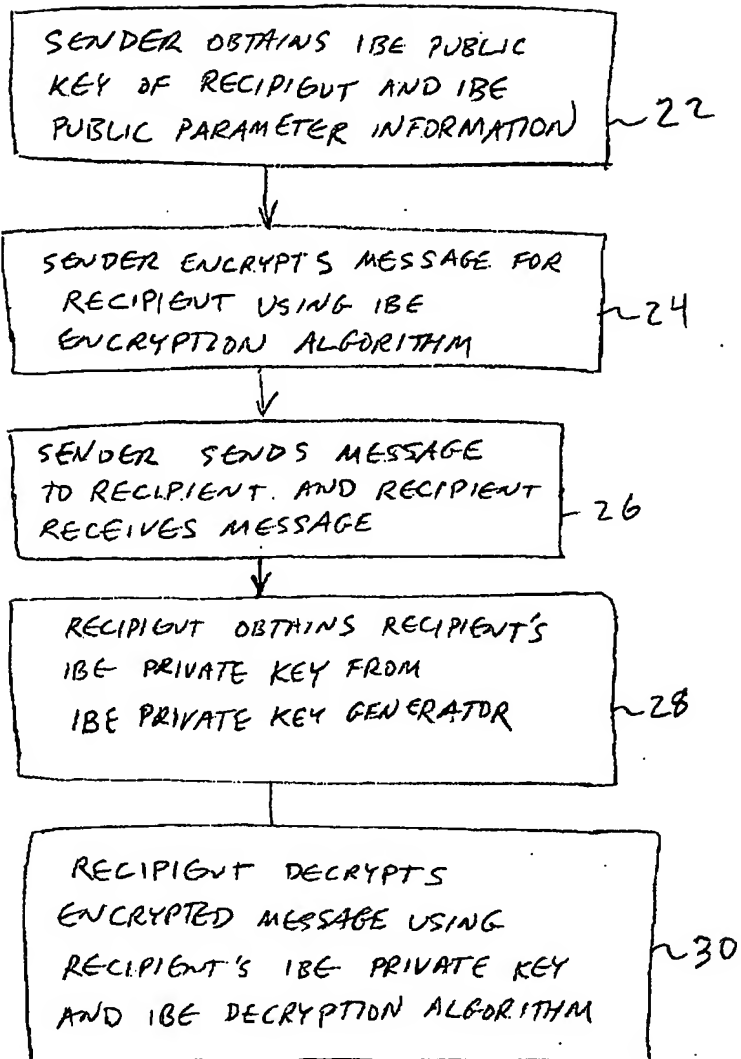 SENDER OBTAINS IBE PUBLIC
KEY OF RECIPIENT AND IBE
PUBLIC PARAMETER INFORMATION
22
SENDER ENCRYPTS MESSAGE FOR
RECIPIENT USING IBE
ENCRYPTION ALGORITHM
24
SENDER SENDS MESSAGE
TO RECIPIENT AND RECIPIENT
RECEIVES MESSAGE
26
RECIPIENT OBTAINS RECIPIENT'S
IBE PRIVATE KEY FROM
IBE PRIVATE KEY GENERATOR
28
RECIPIENT DECRYPTS
ENCRYPTED MESSAGE USING
RECIPIENT'S IBE PRIVATE KEY
AND IBE DECRYPTION ALGORITHM
30